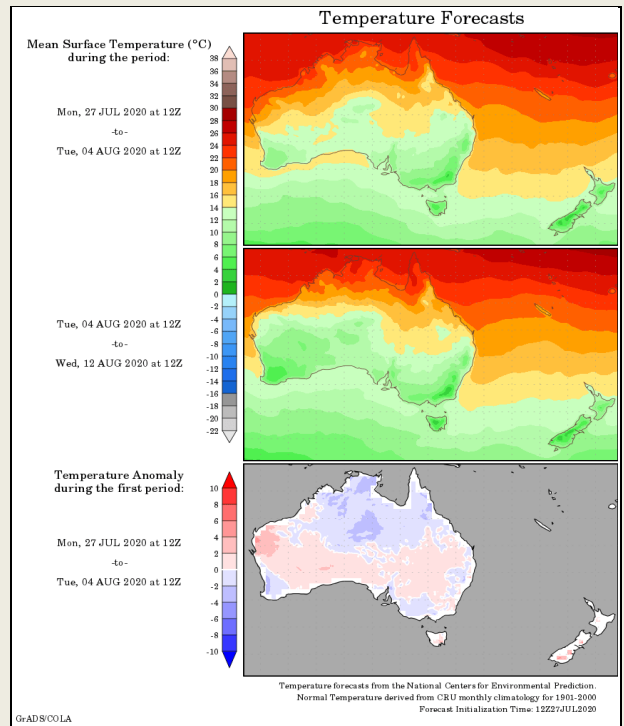 Temperature Forecasts
Mean Surface Temperature (°C)
during the period:
Mon, 27 JUL 2020 at 12Z
-to-
Tue, 04 AUG 2020 at 12Z
38
36
34
32
30
28
26
24
22
20
18
16
14
12
10
8
6
4
2
0
-2
-4
-6
-8
-10
-12
-14
-16
-18
-20
-22
Tue, 04 AUG 2020 at 12Z
-to-
Wed, 12 AUG 2020 at 12Z
Temperature Anomaly
during the first period:
Mon, 27 JUL 2020 at 12Z
-to-
Tue, 04 AUG 2020 at 12Z
10
8
6
4
2
0
-2
-4
-6
-8
-10
Temperature forecasts from the National Centers for Environmental Prediction.
Normal Temperature derived from CRU monthly climatology for 1901-2000
Forecast Initialization Time: 12Z27JUL2020
GrADS/COLA